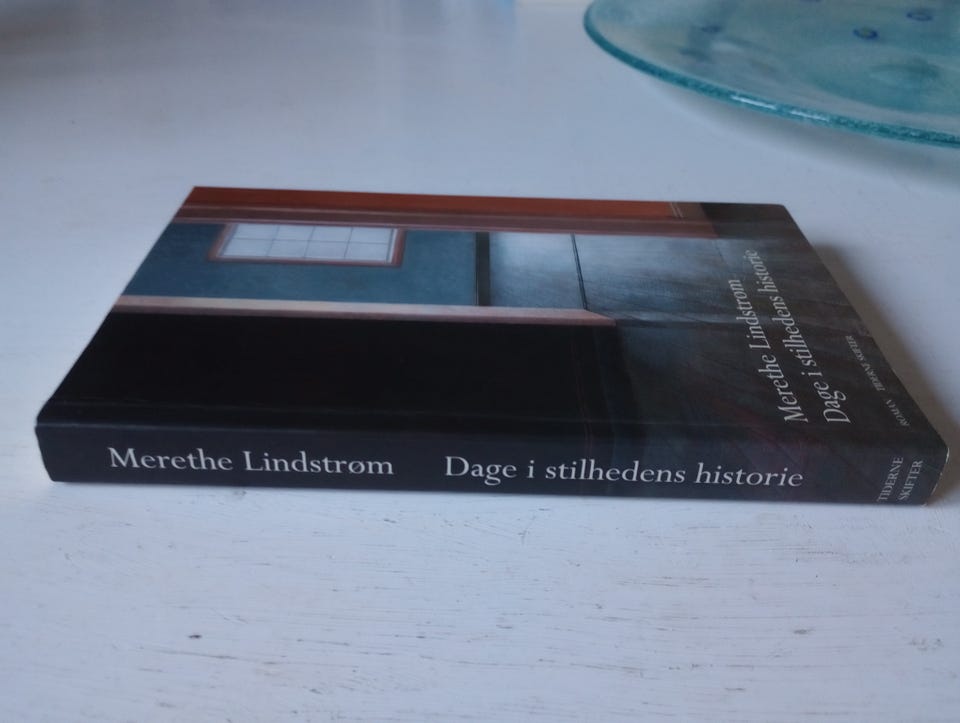 Merethe Lindstrøm
Dage i stilhedens historie
ROMAN TIDERNE SKIFTER
Merethe Lindstrøm Dage i stilhedens historie
TIDERNE
SKIFTER